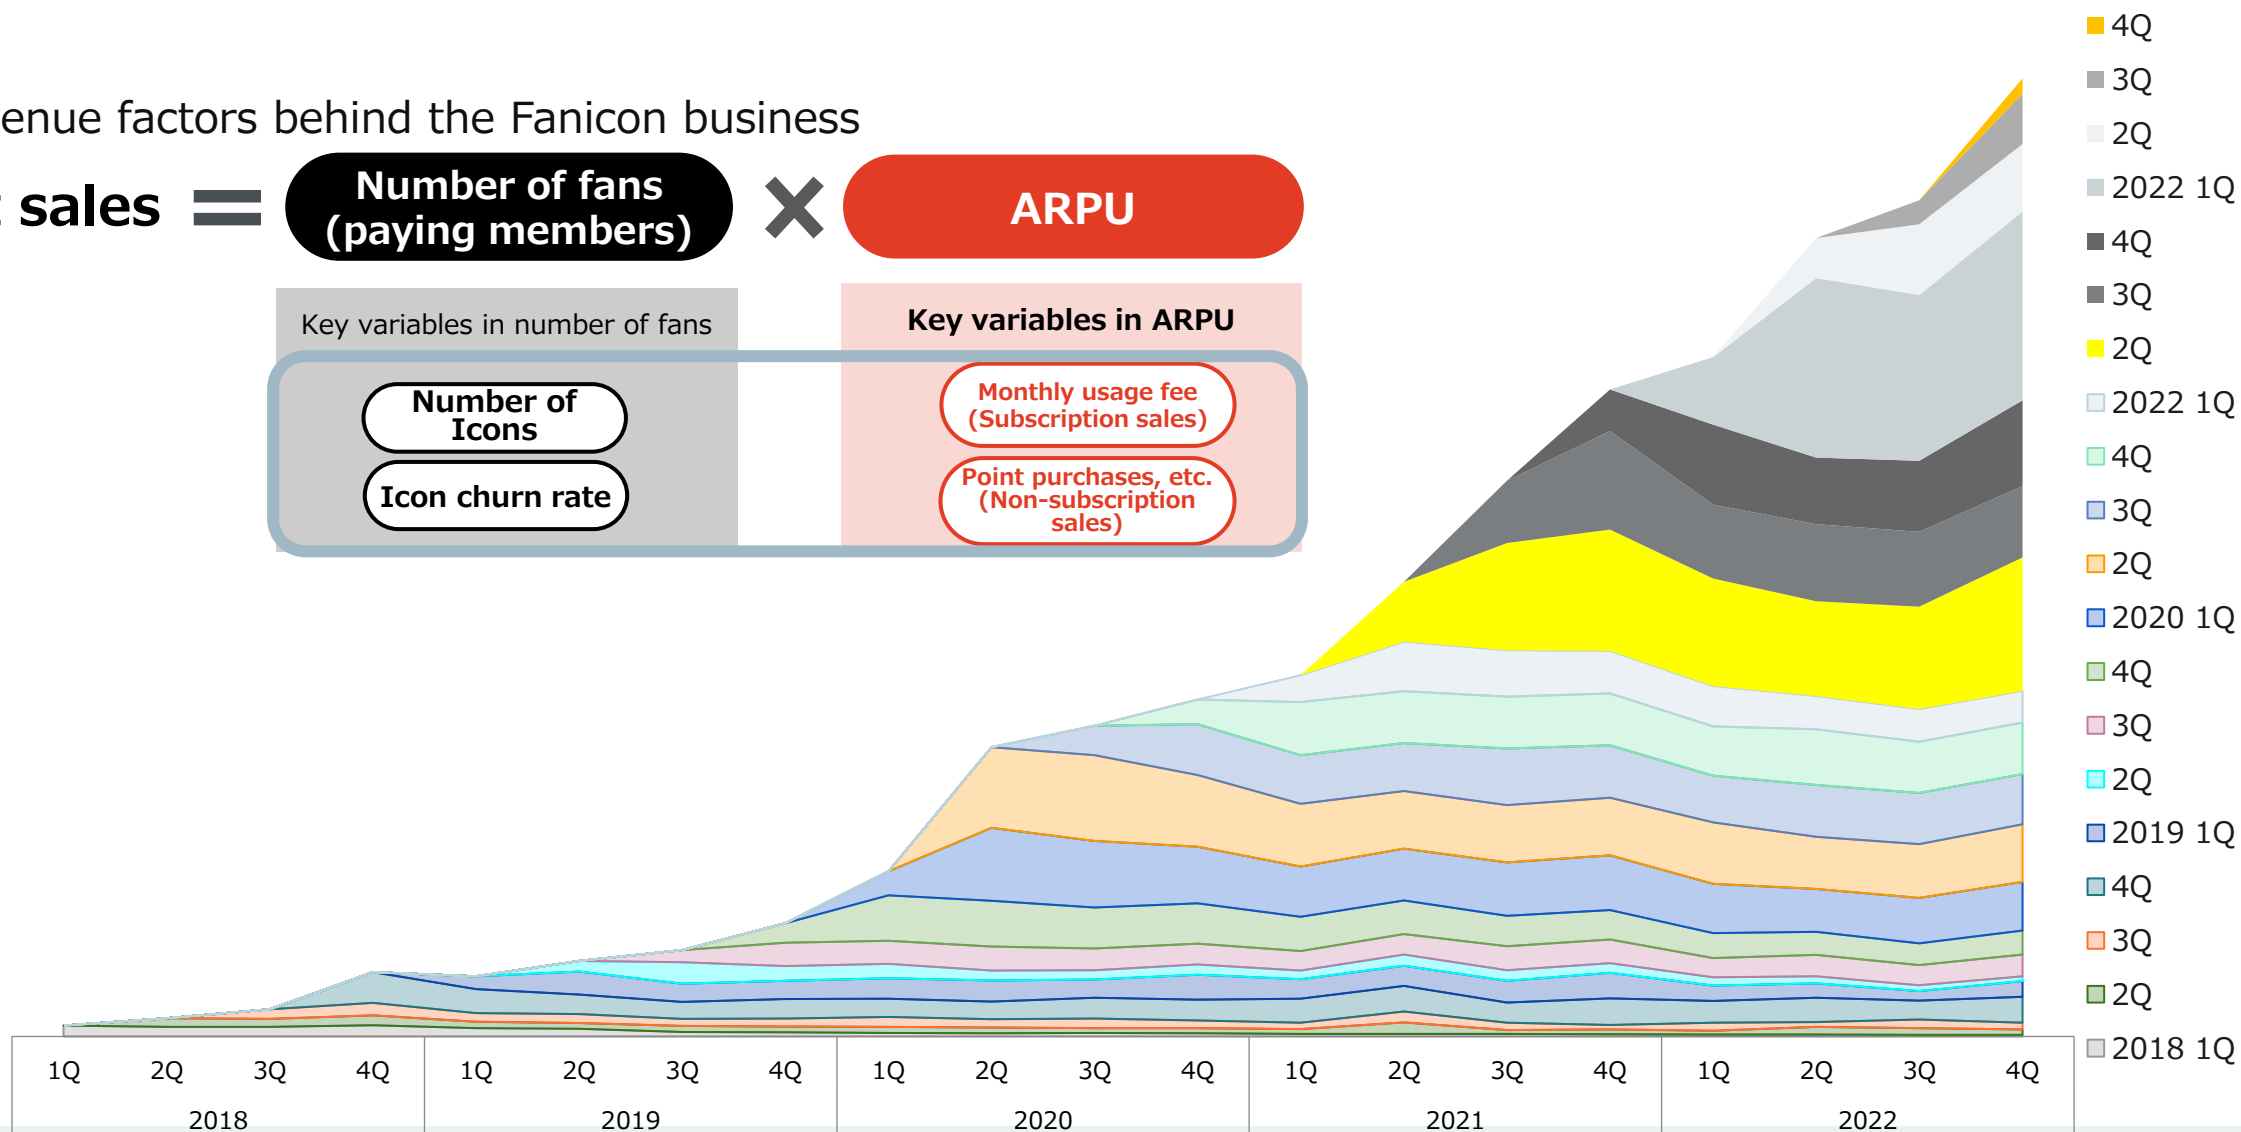 enue factors behind the Fanicon business
sales
Number of fans
(paying members)
ARPU
Key variables in number of fans
Key variables in ARPU
Number of
Icons
Icon churn rate
Monthly usage fee
(Subscription sales)
Point purchases, etc.
(Non-subscription
sales)
4Q
3Q
2Q
2022 1Q
4Q
3Q
2Q
2022 1Q
4Q
3Q
2Q
2020 1Q
4Q
3Q
2Q
2019 1Q
4Q
3Q
2Q
2018 1Q
1Q 2Q 3Q 4Q 1Q 2Q 3Q 4Q 1Q 2Q 3Q 4Q 1Q 2Q 3Q 4Q 1Q 2Q 3Q 4Q
2018 2019 2020 2021 2022